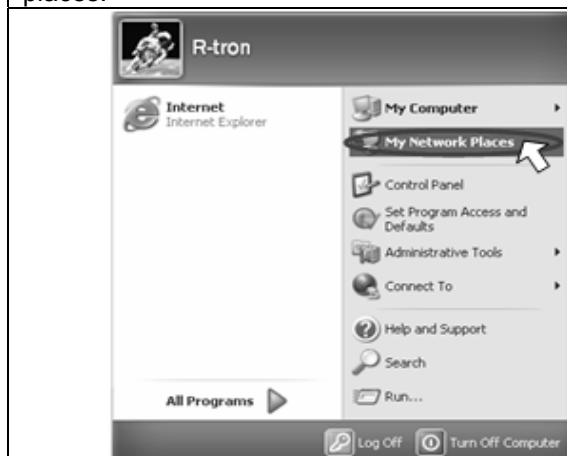 places.
R-tron
Internet
Internet Explorer
My Computer
My Network Places
Control Panel
Set Program Access and
Defaults
Administrative Tools
Connect To
Help and Support
Search
Run...
All Programs
Log Off
Turn Off Computer